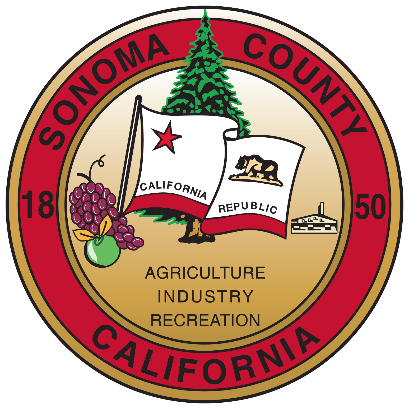 SONOMA COUNTY
18 50
CALIFORNIA
REPUBLIC
AGRICULTURE
INDUSTRY
RECREATION
CALIFORNIA